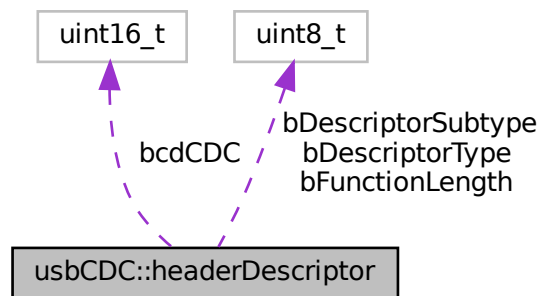 uint16_t
uint8_t
bDescriptorSubtype
bcdCDC
bDescriptorType
bFunctionLength
usbCDC::headerDescriptor